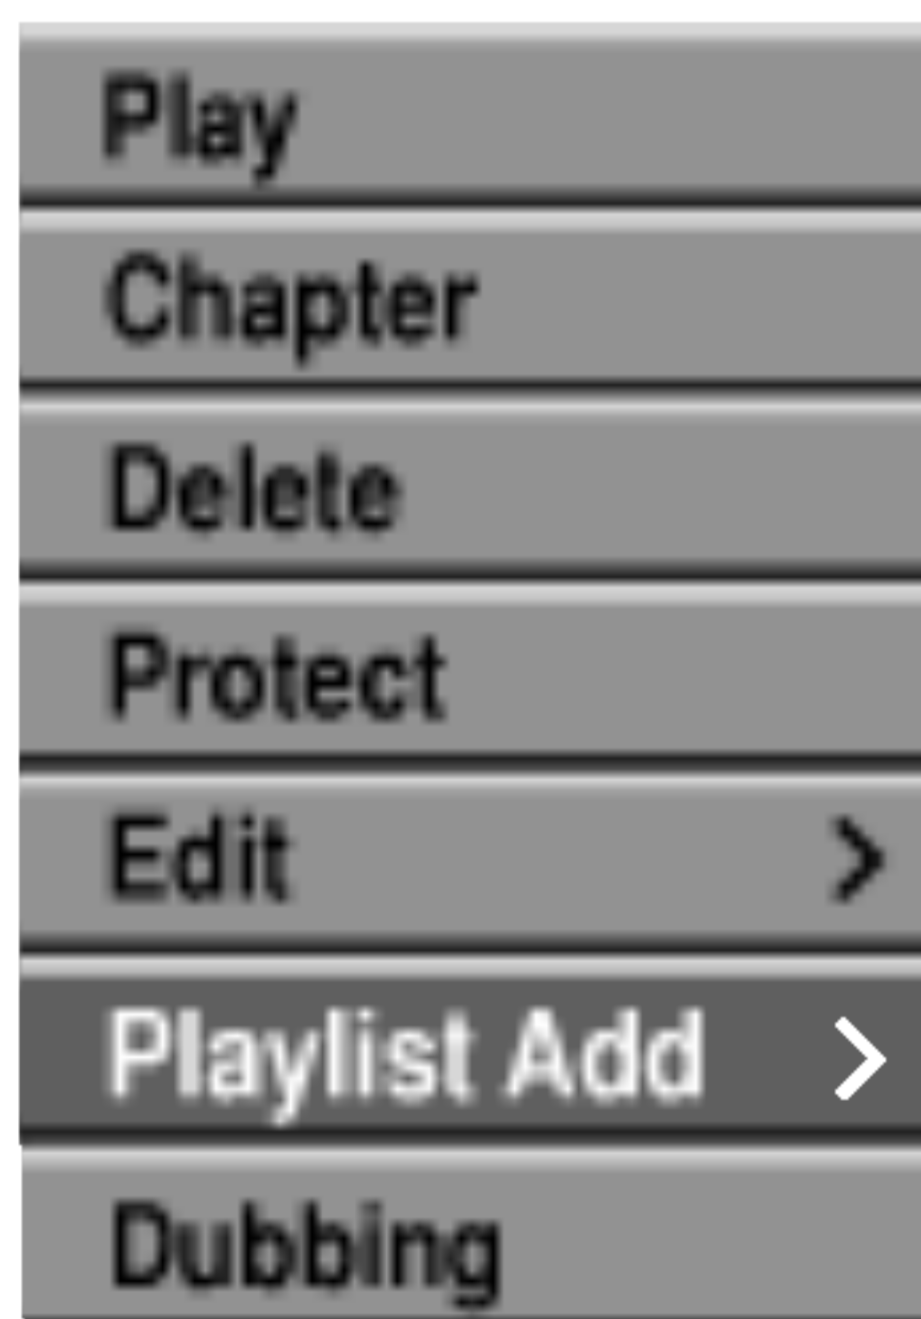 Play
Chapter
Delete
Protect
Edit >
Playlist Add >
Dubbing